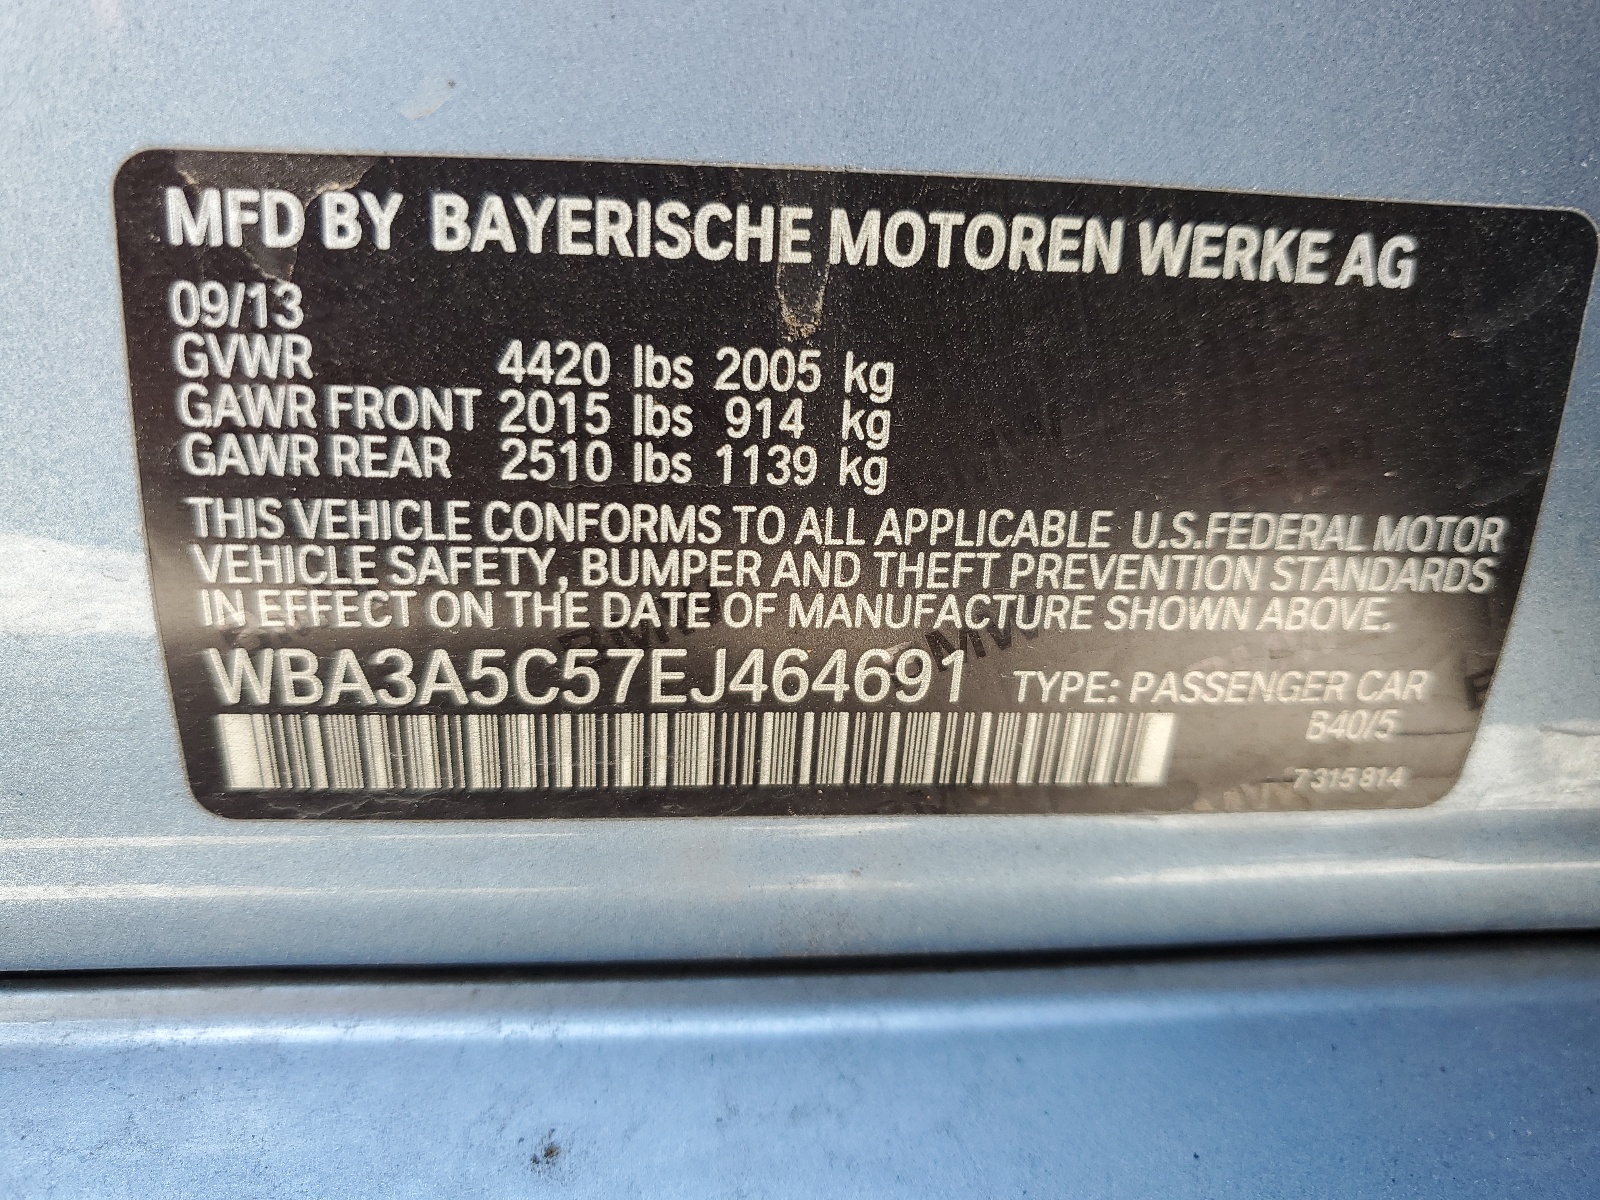 MFD BY BAYERISCHE MOTOREN WERKE AG
09/13
GVWR 4420 lbs 2005 kg
GAWR FRONT 2015 lbs 914 kg
GAWR REAR 2510 lbs 1139 kg
THIS VEHICLE CONFORMS TO ALL APPLICABLE U.S.FEDERAL MOTOR
VEHICLE SAFETY, BUMPER AND THEFT PREVENTION STANDARDS
IN EFFECT ON THE DATE OF MANUFACTURE SHOWN ABOVE.
WBA3A5C57EJ464691 TYPE: PASSENGER CAR
B40/5
7 315 814